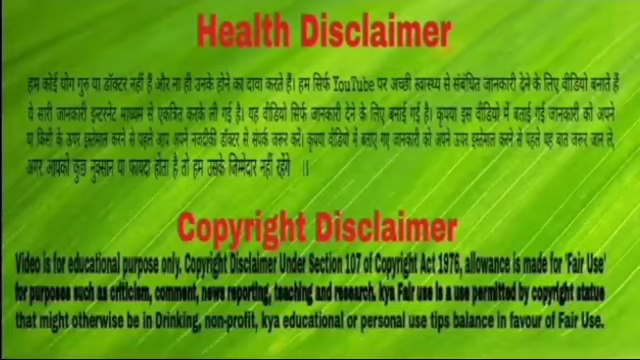 Health Disclaimer
हम कोई योग गुरु या डॉक्टर नहीं है और ना ही उनके होने का दावा करते हैं। हम सिर्फ YouTube पर अच्छी स्वास्थ्य से संबंधित जानकारी देने के लिए वीडियो बनाते हैं
ये सारी जानकारी इन्टरनेट माध्यम से एकत्रित करके ली गई है। यह वीडियो सिर्फ जानकारी देने के लिए बनाई गई है। कृपया इस वीडियो में बताई गई जानकारी को अपने
या किसी के ऊपर इस्तेमाल करने से पहले आप अपने नजदीकी डॉक्टर से संपर्क जरूर करें। कृपया वीडियो में बताए गए जानकारी को अपने ऊपर इस्तेमाल करने से पहले यह बात जरूर जान ले,
अगर आपको कुछ नुक्सान या फायदा होता है तो हम उसके जिम्मेदार नहीं रहेंगे ।।
Copyright Disclaimer
Video is for educational purpose only. Copyright Disclaimer Under Section 107 of Copyright Act 1976, allowance is made for 'Fair Use'
for purposes such as criticism, comment, news reporting, teaching and research. kya Fair use is a use permitted by copyright statue
that might otherwise be in Drinking, non-profit, kya educational or personal use tips balance in favour of Fair Use.